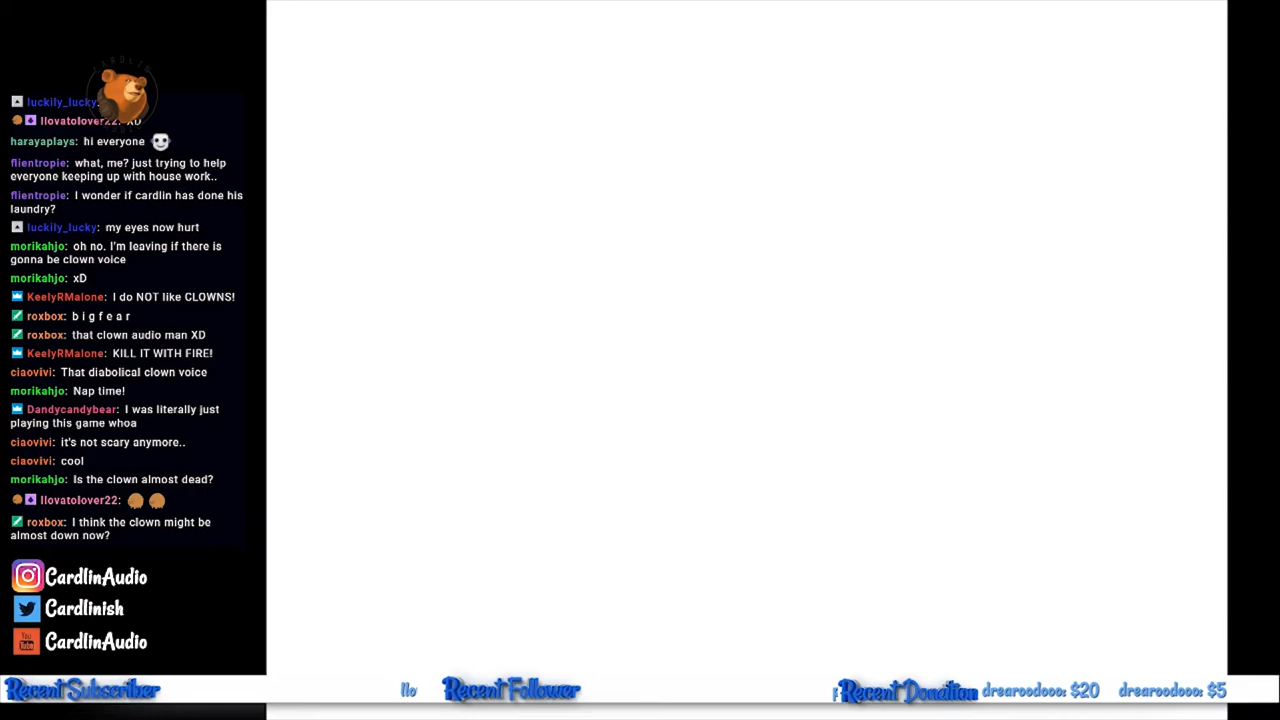 CARDLIN
luckily_lucky:
llovatolover22: XD
harayaplays: hi everyone
flientropie: what, me? just trying to help
everyone keeping up with house work..
flientropie: I wonder if cardlin has done his
laundry?
luckily_lucky: my eyes now hurt
morikahjo: oh no. I'm leaving if there is
gonna be clown voice
morikahjo: xD
KeelyRMalone: I do NOT like CLOWNS!
roxbox: b i g f e a r
roxbox: that clown audio man XD
KeelyRMalone: KILL IT WITH FIRE!
ciaovivi: That diabolical clown voice
morikahjo: Nap time!
Dandycandybear: I was literally just
playing this game whoa
ciaovivi: it's not scary anymore..
ciaovivi: cool
morikahjo: Is the clown almost dead?
llovatolover22:
roxbox: I think the clown might be
almost down now?
CardlinAudio
Cardlinish
You Tube CardlinAudio
Recent Subscriber llo Recent Follower Recent Donation drearoodooo: $20 drearoodooo: $5